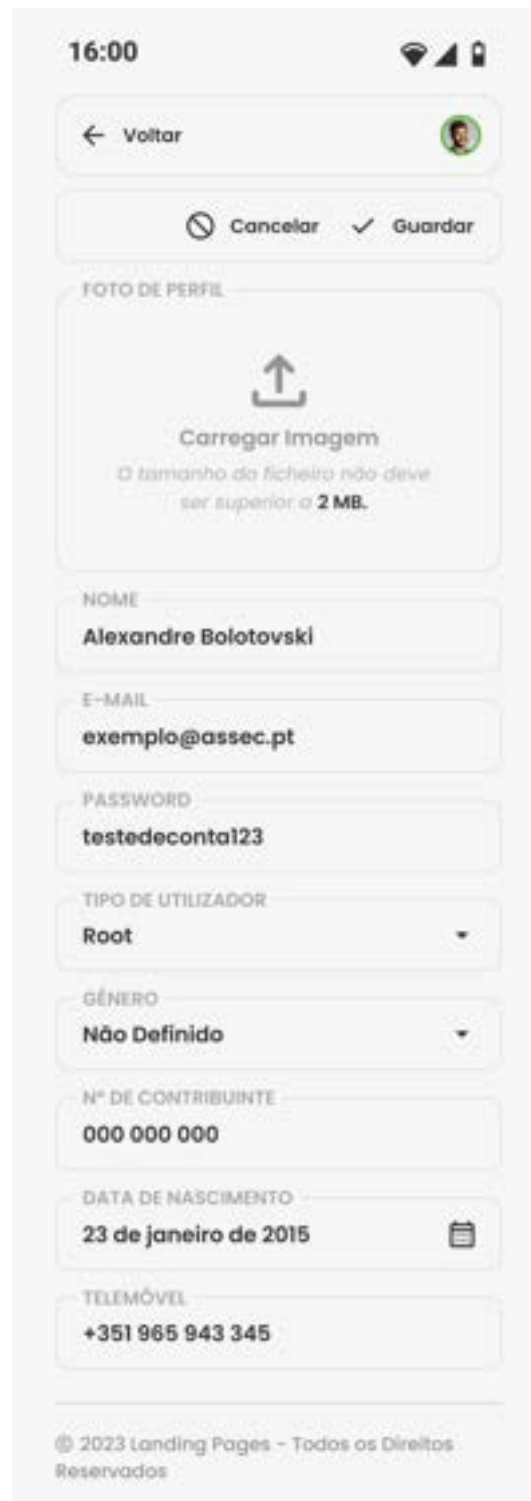 16:00
Voltar
Cancelar Guardar
FOTO DE PERFIL
Carregar Imagem
O tamanho do ficheiro não deve
ser superior a 2 MB.
NOME
Alexandre Bolotovski
E-MAIL
exemplo@assec.pt
PASSWORD
testedeconta123
TIPO DE UTILIZADOR
Root
GÉNERO
Não Definido
Nº DE CONTRIBUINTE
000 000 000
DATA DE NASCIMENTO
23 de janeiro de 2015
TELEMÓVEL
+351 965 943 345
© 2023 Landing Pages - Todos os Direitos
Reservados